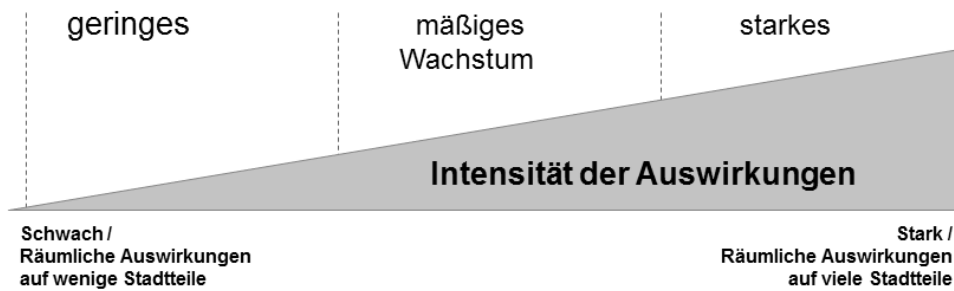 geringes
mäßiges
Wachstum
starkes
Intensität der Auswirkungen
Schwach /
Räumliche Auswirkungen
auf wenige Stadtteile
Stark /
Räumliche Auswirkungen
auf viele Stadtteile